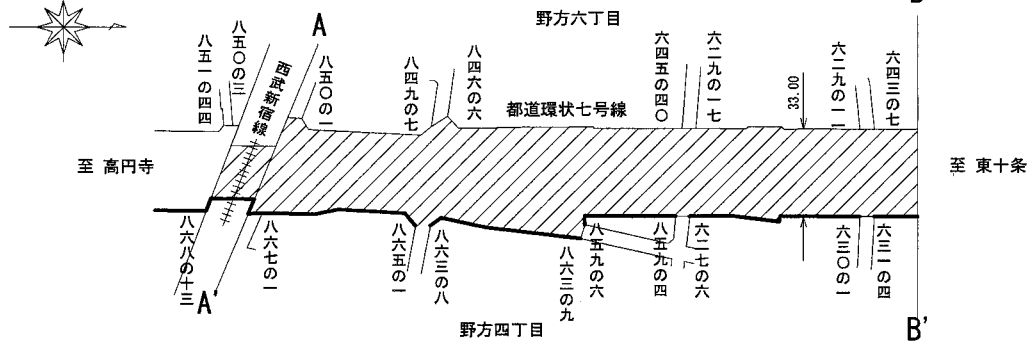 野方六丁目
八五一の四四
八五〇の三
A
西武新宿線
八五〇の一
八四九の七
八四六の六
都道環状七号線
六四五の四〇
六二九の一七
33.00
六二九の一一
六四三の七
至 高円寺
至 東十条
八六八の十三
A'
八六七の一
八六五の一
八六三の八
八六三の九
八五九の六
八五九の四
六二七の六
六三〇の一
六三一の四
野方四丁目
B'